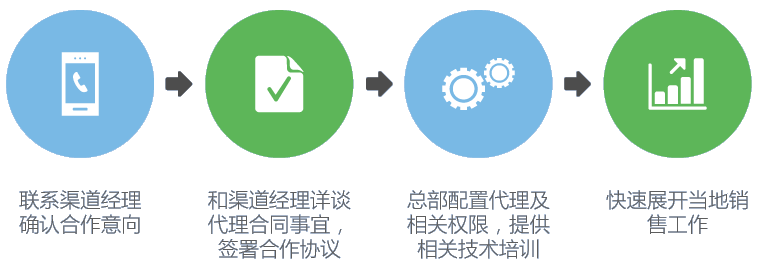 联系渠道经理
确认合作意向
和渠道经理详谈
代理合同事宜，
签署合作协议
总部配置代理及
相关权限，提供
相关技术培训
快速展开当地销
售工作